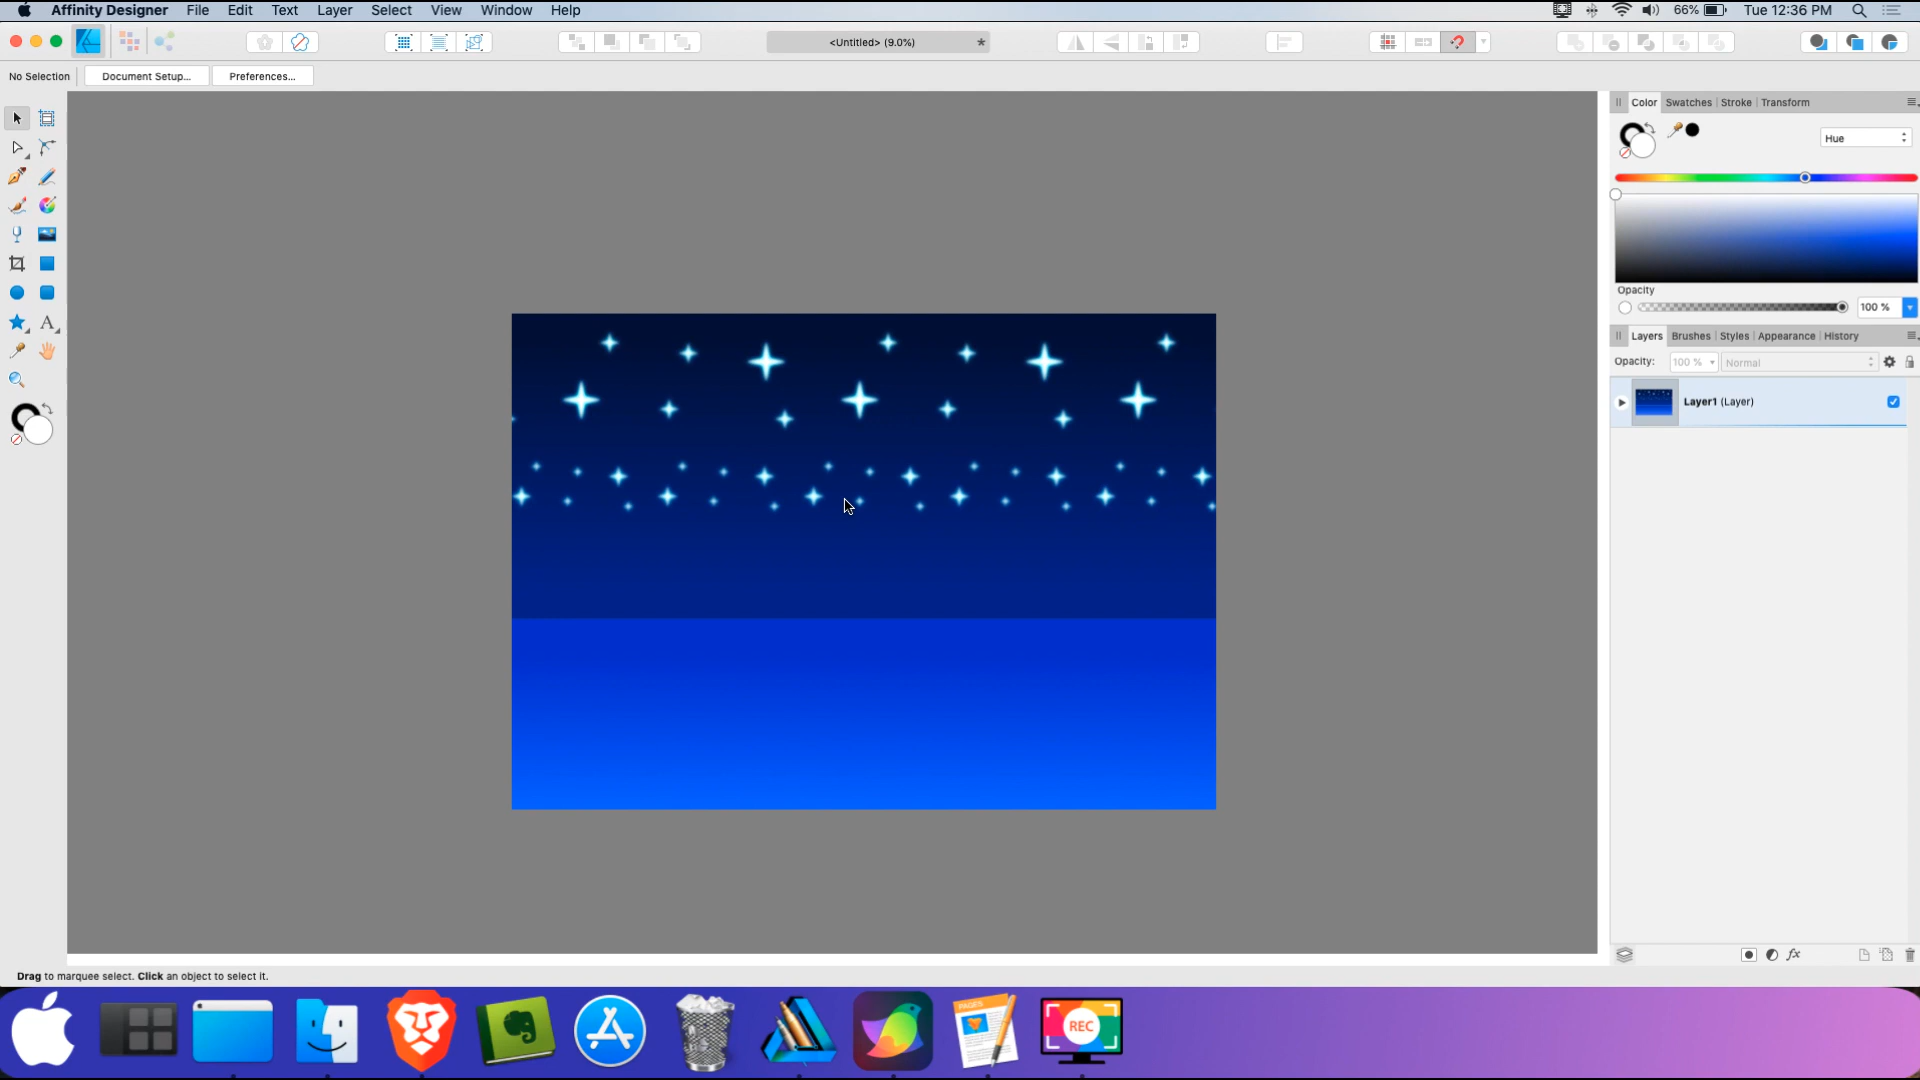 Affinity Designer File Edit Text Layer Select View Window Help 66% Tue 12:36 PM
<Untitled> (9.0%) *
No Selection Document Setup... Preferences...
Color Swatches Stroke Transform
Hue
Opacity
100 %
Layers Brushes Styles Appearance History
Opacity: 100 % Normal
Layer1 (Layer)
A
fx
Drag to marquee select. Click an object to select it.
PAGES
REC